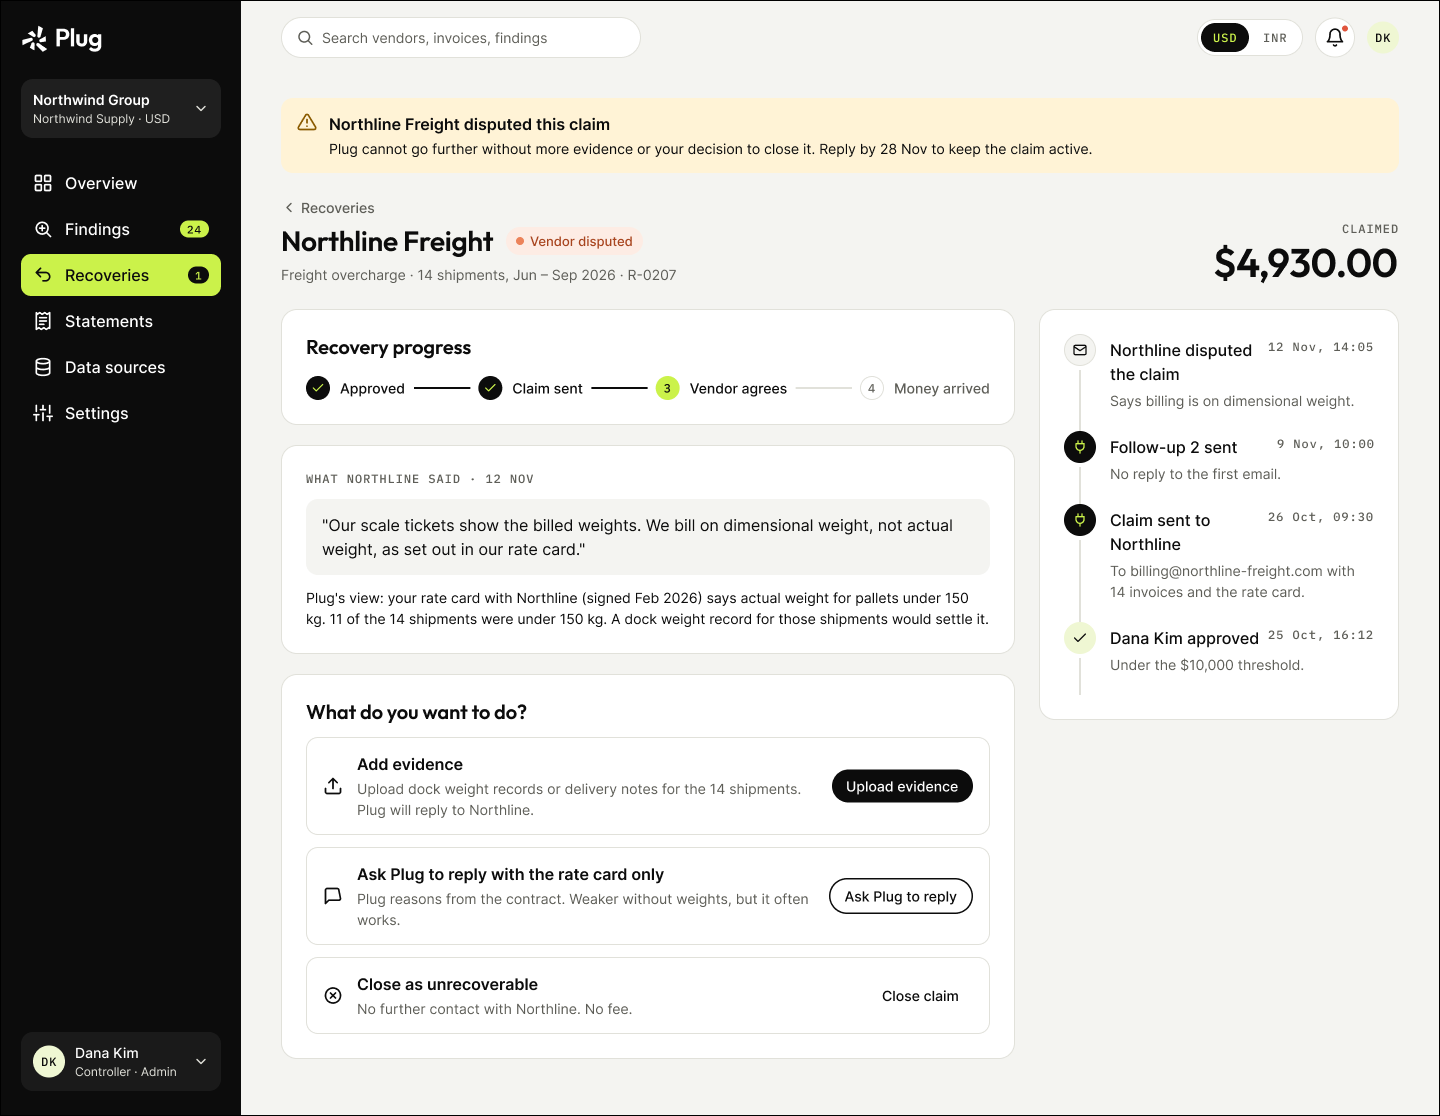 Plug
Northwind Group
Northwind Supply · USD
Overview
Findings 24
Recoveries 1
Statements
Data sources
Settings
Dana Kim
DK
Controller · Admin
Search vendors, invoices, findings
USD INR
DK
Northline Freight disputed this claim
Plug cannot go further without more evidence or your decision to close it. Reply by 28 Nov to keep the claim active.
Recoveries
Northline Freight Vendor disputed
Freight overcharge · 14 shipments, Jun – Sep 2026 · R-0207
CLAIMED
$4,930.00
Recovery progress
Approved Claim sent 3 Vendor agrees 4 Money arrived
WHAT NORTHLINE SAID · 12 NOV
"Our scale tickets show the billed weights. We bill on dimensional weight, not actual
weight, as set out in our rate card."
Plug's view: your rate card with Northline (signed Feb 2026) says actual weight for pallets under 150
kg. 11 of the 14 shipments were under 150 kg. A dock weight record for those shipments would settle it.
What do you want to do?
Add evidence
Upload dock weight records or delivery notes for the 14 shipments.
Plug will reply to Northline.
Upload evidence
Ask Plug to reply with the rate card only
Plug reasons from the contract. Weaker without weights, but it often
works.
Ask Plug to reply
Close as unrecoverable
No further contact with Northline. No fee.
Close claim
Northline disputed 12 Nov, 14:05
the claim
Says billing is on dimensional weight.
Follow-up 2 sent 9 Nov, 10:00
No reply to the first email.
Claim sent to 26 Oct, 09:30
Northline
To billing@northline-freight.com with
14 invoices and the rate card.
Dana Kim approved 25 Oct, 16:12
Under the $10,000 threshold.